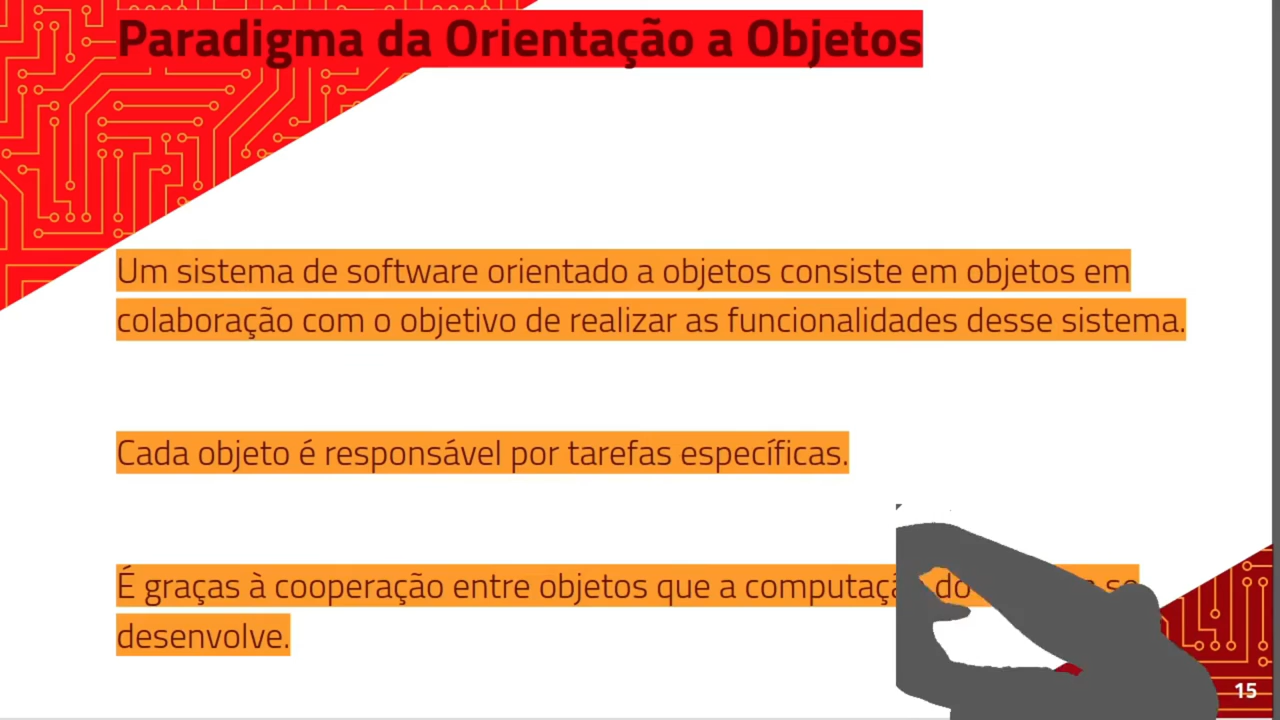 Paradigma da Orientação a Objetos
Um sistema de software orientado a objetos consiste em objetos em
colaboração com o objetivo de realizar as funcionalidades desse sistema.
Cada objeto é responsável por tarefas específicas.
É graças à cooperação entre objetos que a computação do se
desenvolve.
15